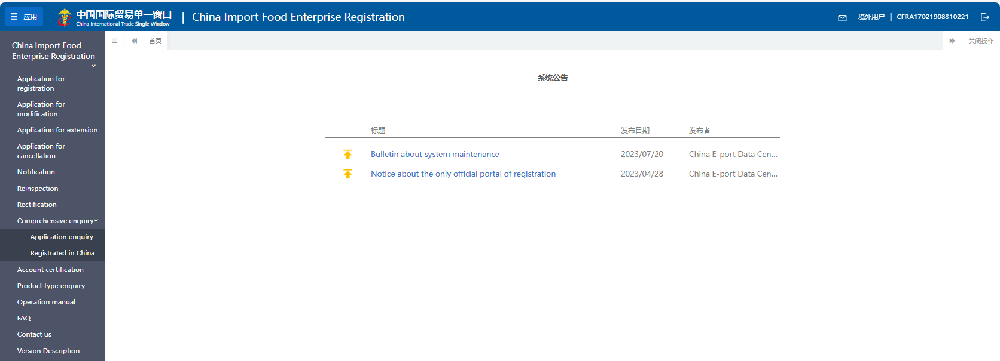 应用
中国国际贸易单一窗口
China International Trade Single Window
China Import Food Enterprise Registration
境外用户
CFRA17021908310221
China Import Food
Enterprise Registration
首页
关闭操作
Application for
registration
Application for
modification
Application for extension
Application for
cancellation
Notification
Reinspection
Rectification
Comprehensive enquiry
Application enquiry
Registrated in China
Account certification
Product type enquiry
Operation manual
FAQ
Contact us
Version Description
系统公告
标题 发布日期 发布者
Bulletin about system maintenance 2023/07/20 China E-port Data Cen...
Notice about the only official portal of registration 2023/04/28 China E-port Data Cen...